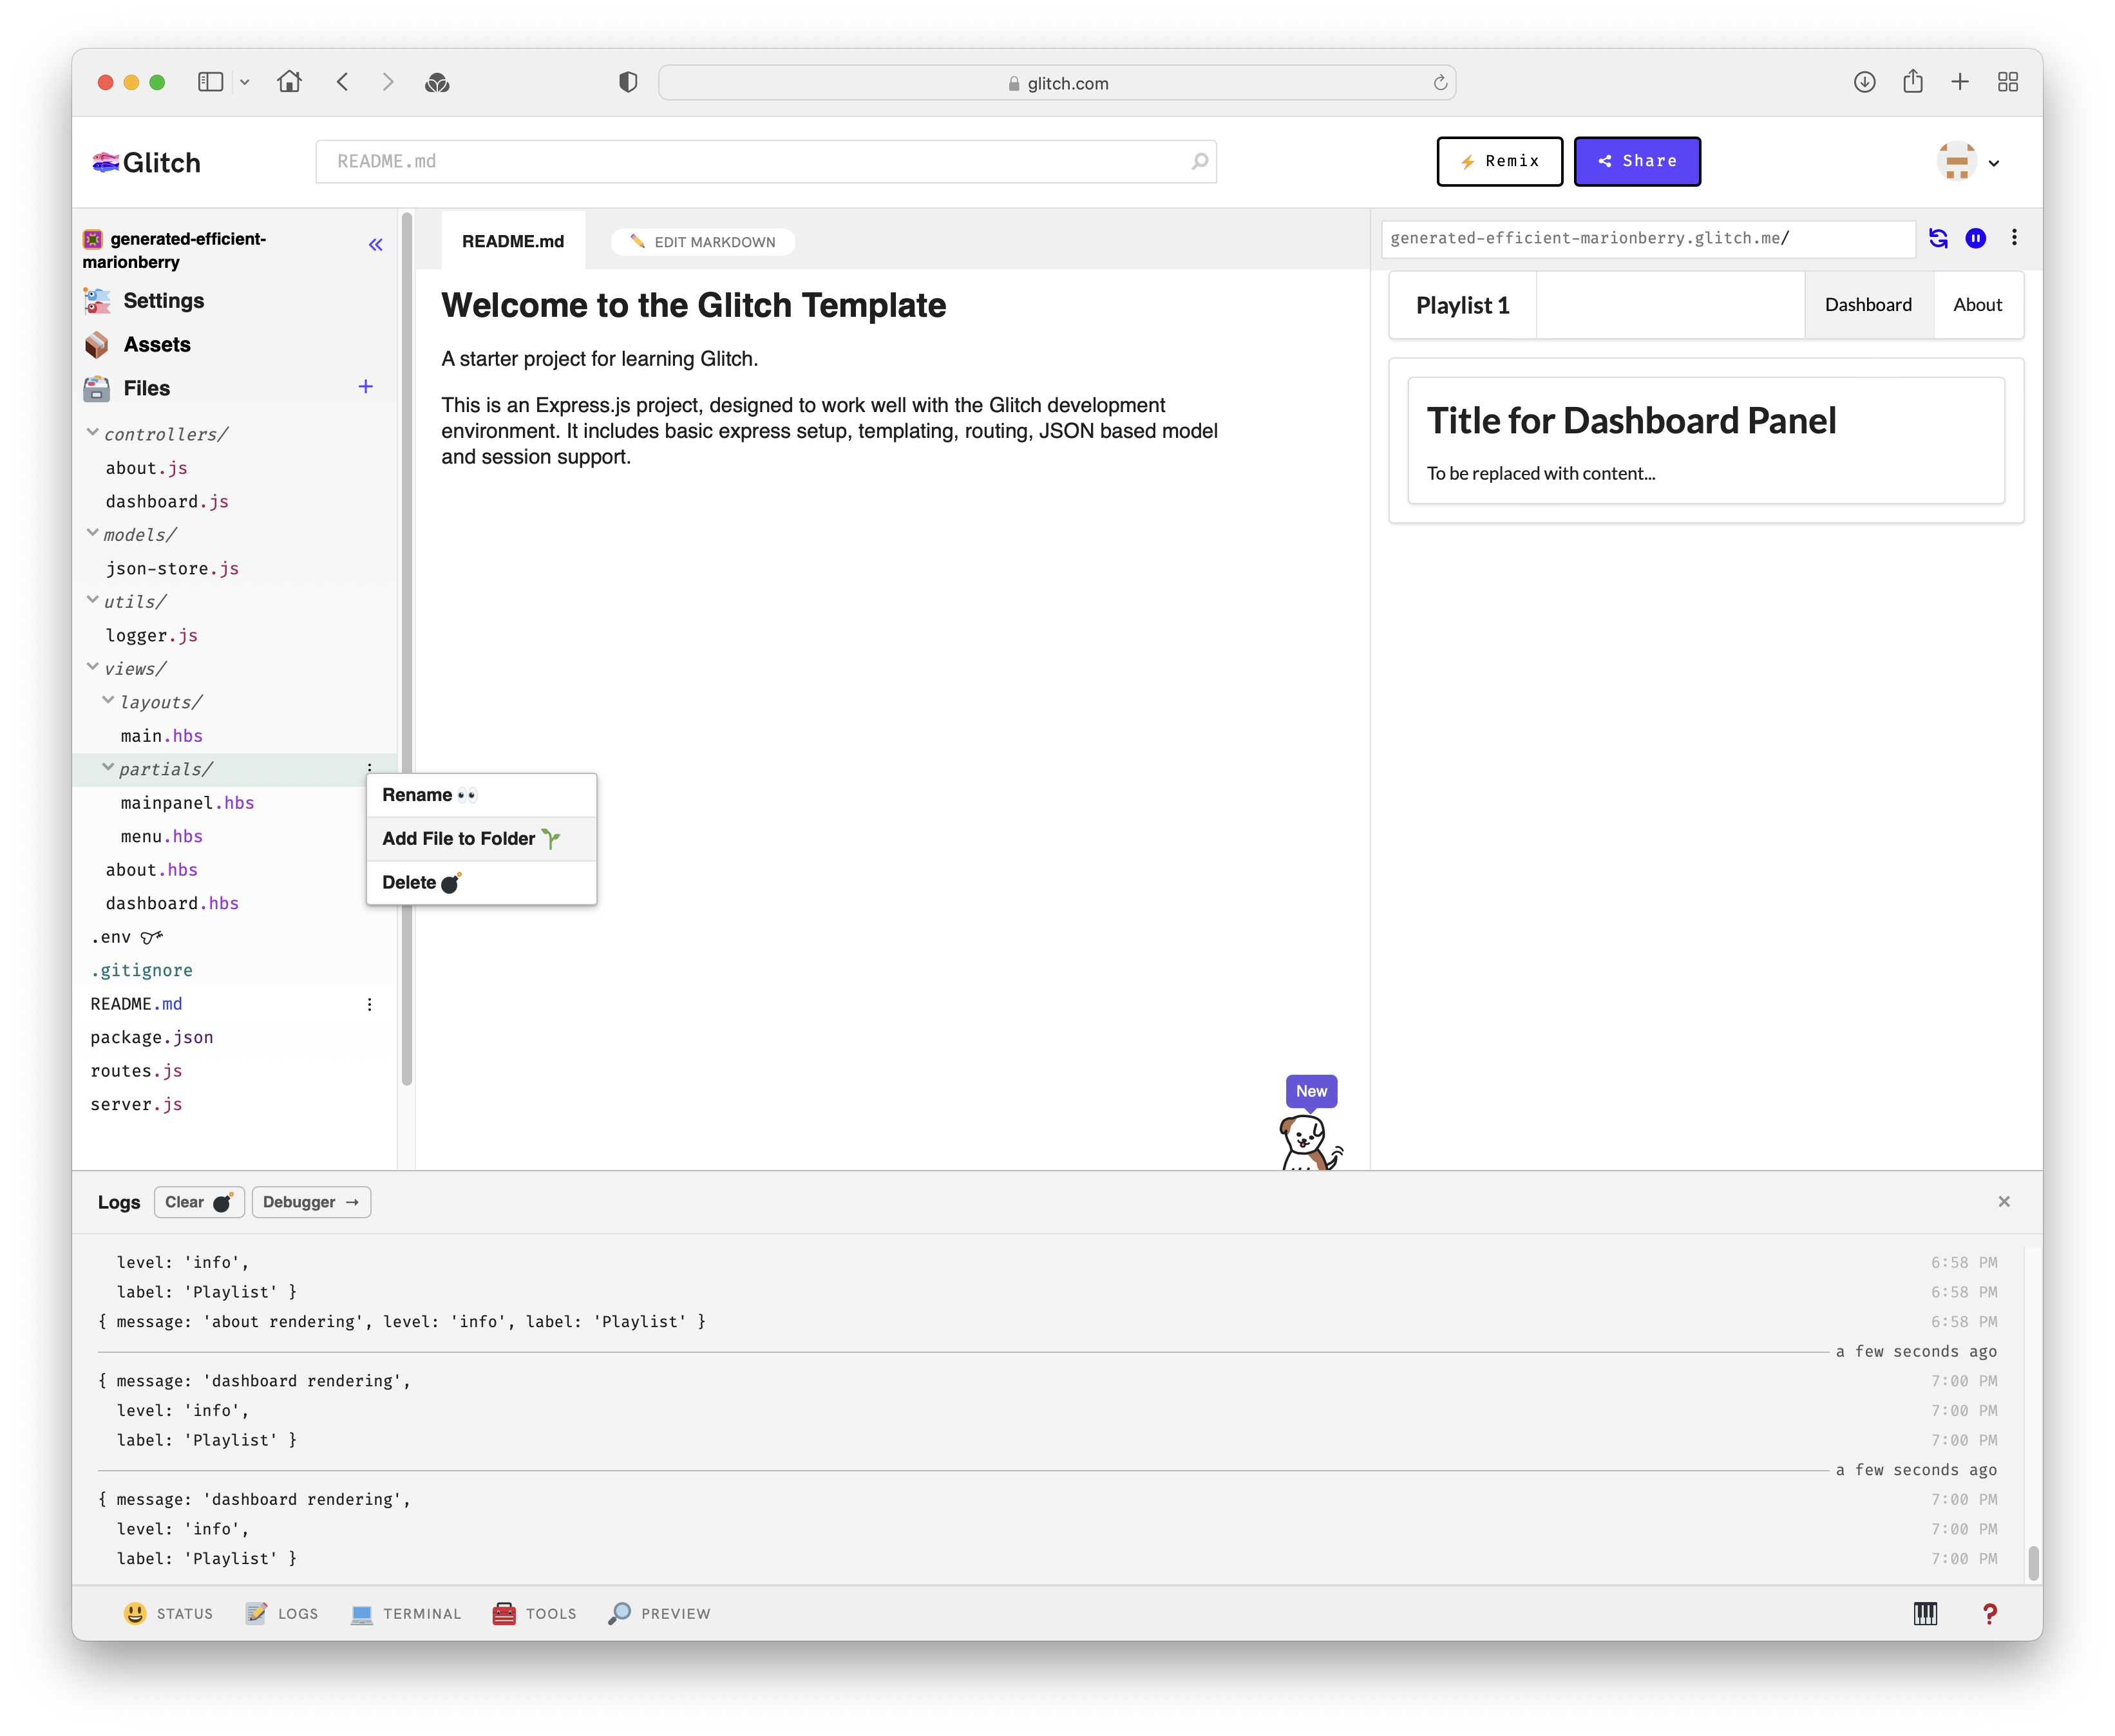 glitch.com
Glitch
README.md
Remix
Share
generated-efficient-
marionberry
Settings
Assets
Files
controllers/
about.js
dashboard.js
models/
json-store.js
utils/
logger.js
views/
layouts/
main.hbs
partials/
mainpanel.hbs
menu.hbs
about.hbs
dashboard.hbs
.env
.gitignore
README.md
package.json
routes.js
server.js
Rename
Add File to Folder
Delete
README.md
EDIT MARKDOWN
Welcome to the Glitch Template
A starter project for learning Glitch.
This is an Express.js project, designed to work well with the Glitch development
environment. It includes basic express setup, templating, routing, JSON based model
and session support.
New
generated-efficient-marionberry.glitch.me/
Playlist 1
Dashboard
About
Title for Dashboard Panel
To be replaced with content...
Logs
Clear
Debugger →
level: 'info', 6:58 PM
label: 'Playlist' } 6:58 PM
{ message: 'about rendering', level: 'info', label: 'Playlist' } 6:58 PM
a few seconds ago
{ message: 'dashboard rendering', 7:00 PM
level: 'info', 7:00 PM
label: 'Playlist' } 7:00 PM
a few seconds ago
{ message: 'dashboard rendering', 7:00 PM
level: 'info', 7:00 PM
label: 'Playlist' } 7:00 PM
STATUS
LOGS
TERMINAL
TOOLS
PREVIEW
?